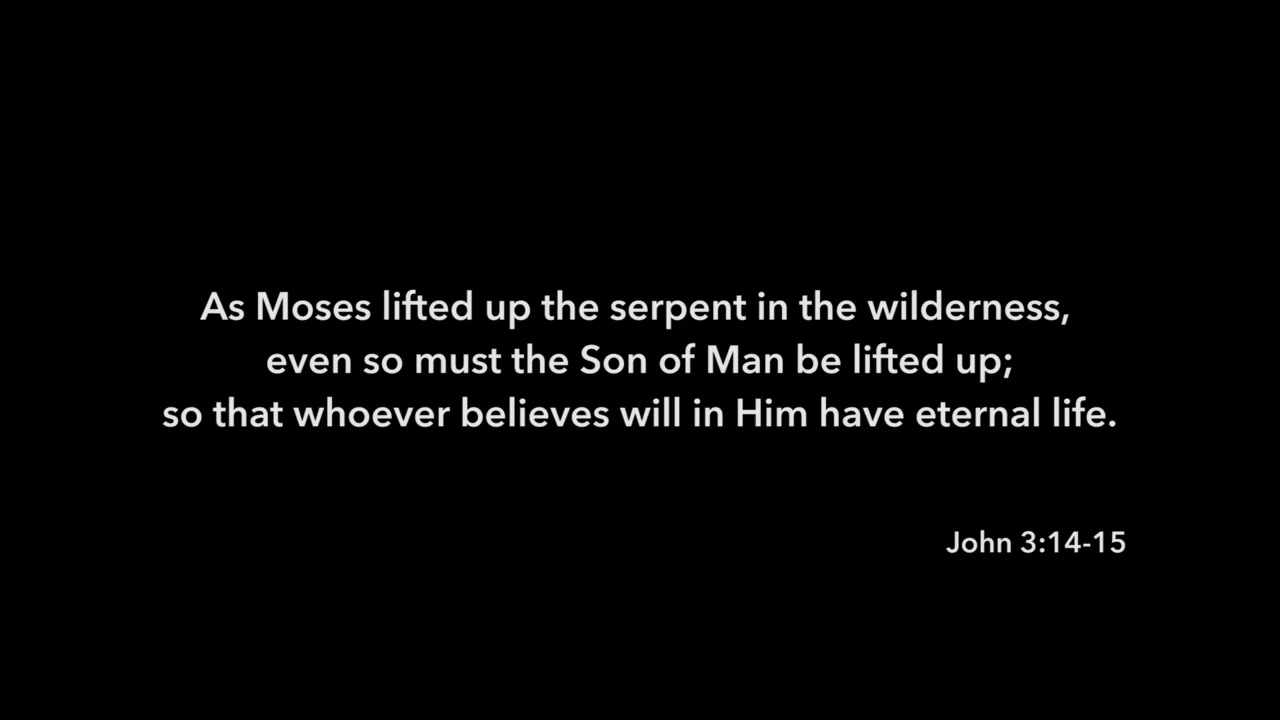 As Moses lifted up the serpent in the wilderness,
even so must the Son of Man be lifted up;
so that whoever believes will in Him have eternal life.
John 3:14-15